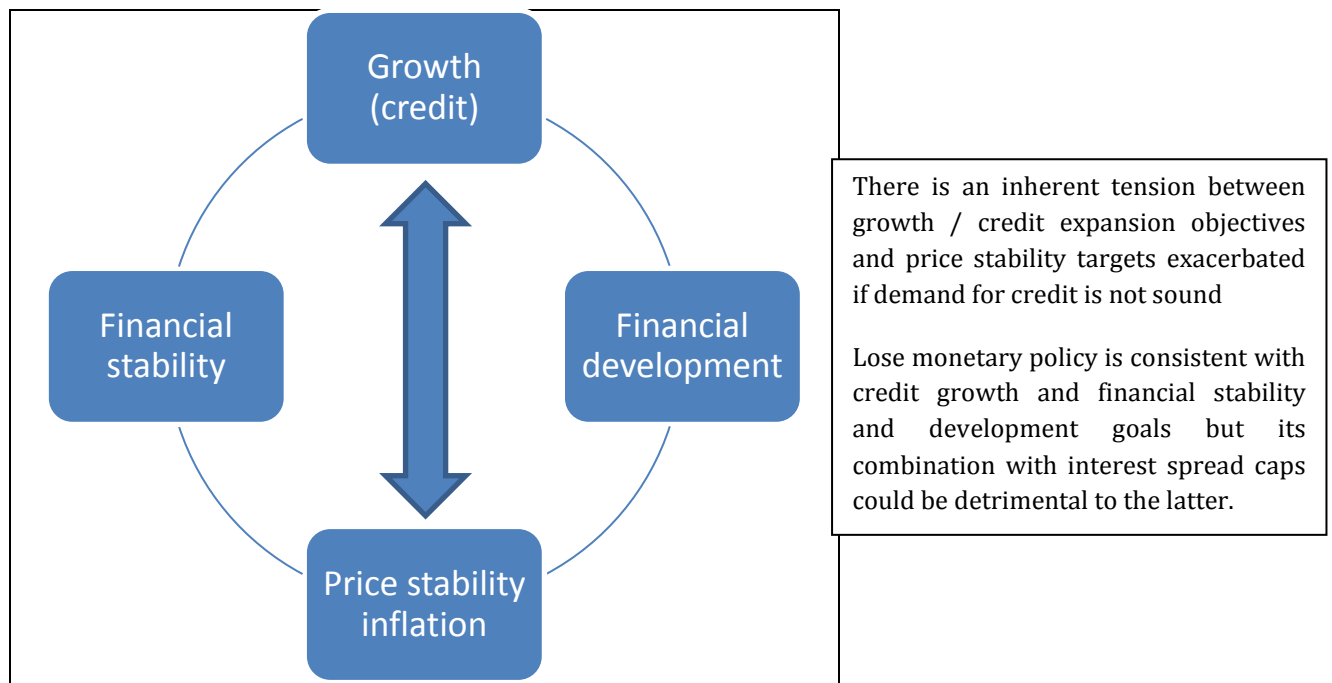 Growth
(credit)
Financial
stability
Financial
development
Price stability
inflation
There is an inherent tension between
growth / credit expansion objectives
and price stability targets exacerbated
if demand for credit is not sound
Lose monetary policy is consistent with
credit growth and financial stability
and development goals but its
combination with interest spread caps
could be detrimental to the latter.